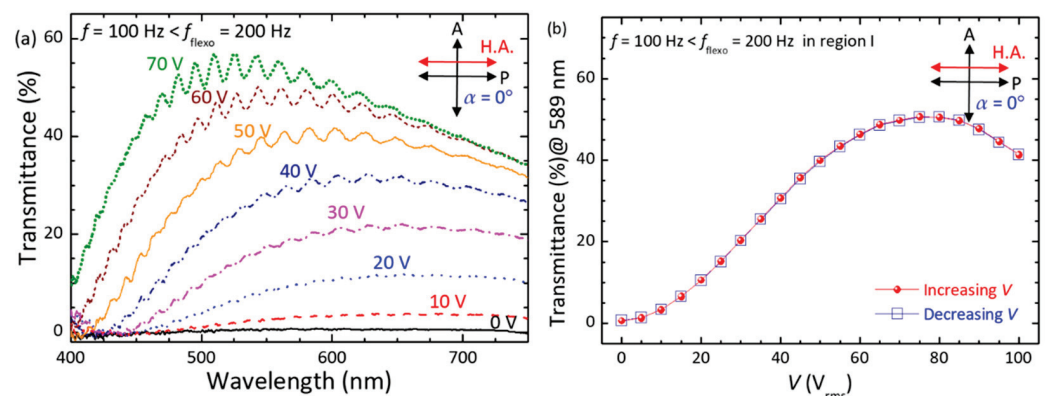 (a)
f = 100 Hz < f flexo = 200 Hz
A
H.A.
P
α = 0°
70 V
60 V
50 V
40 V
30 V
20 V
10 V
0 V
Transmittance (%)
60
40
20
0
400
500
600
700
Wavelength (nm)
(b)
f = 100 Hz < f flexo = 200 Hz in region I
A
H.A.
P
α = 0°
Transmittance (%)@ 589 nm
60
40
20
0
Increasing V
Decreasing V
0
20
40
60
80
100
V (Vrms)